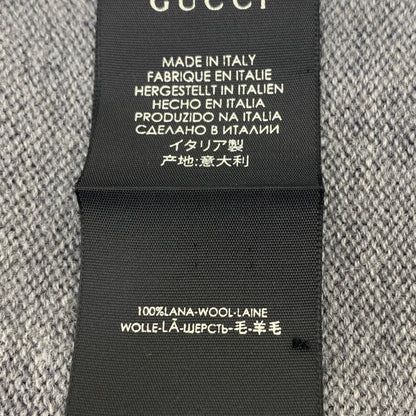 GUCCI
MADE IN ITALY
FABRIQUE EN ITALIE
HERGESTELLT IN ITALIEN
HECHO EN ITALIA
PRODUZIDO NA ITALIA
СДЕЛАНО В ИТАЛИИ
イタリア製
产地:意大利
100%LANA-WOOL-LAINE
WOLLE-LÃ-ШЕРСТЬ-毛-羊毛